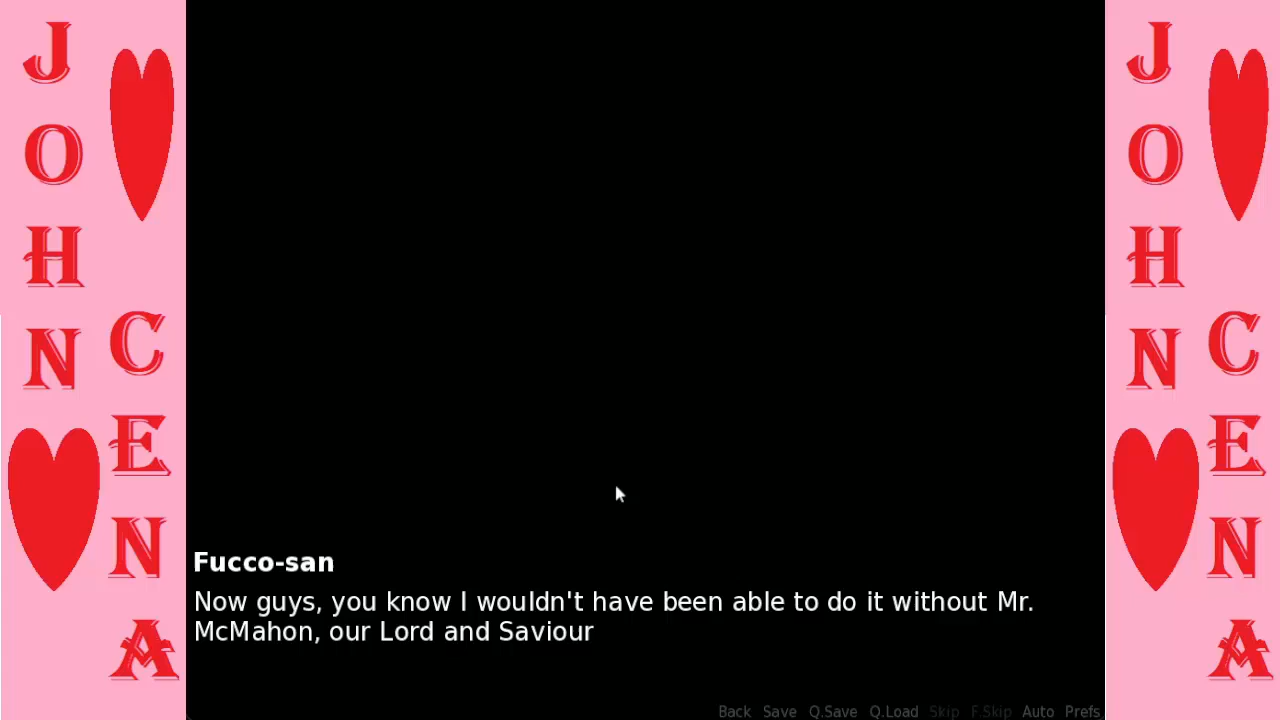 JOHN
CENA
Fucco-san
Now guys, you know I wouldn't have been able to do it without Mr.
McMahon, our Lord and Saviour
Back Save Q.Save Q.Load Skip F.Skip Auto Prefs
JOHN
CENA